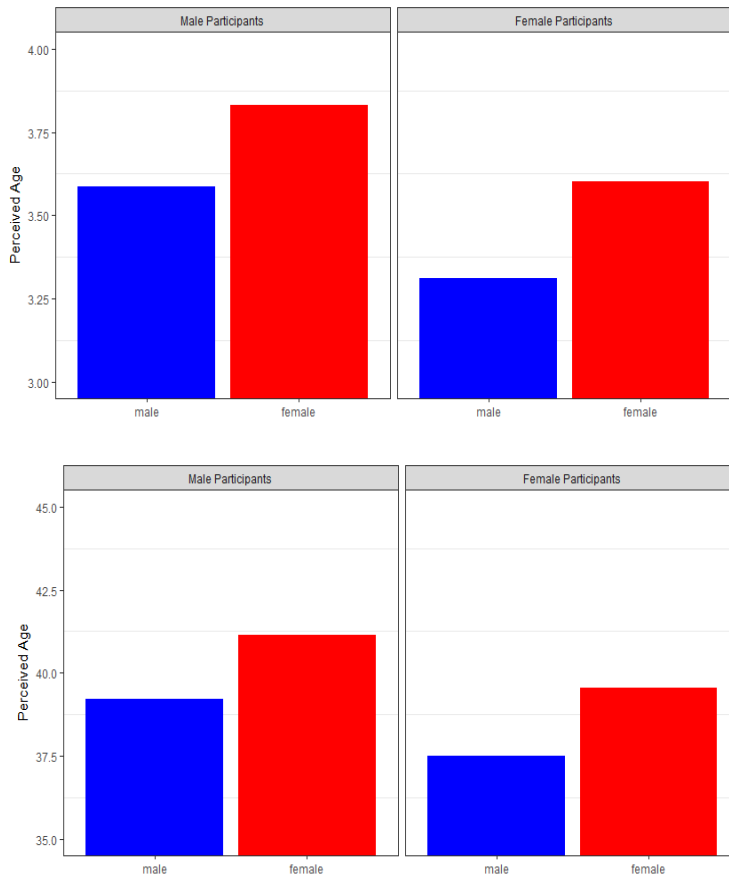 Male Participants Female Participants
4.00
3.75
3.50
3.25
3.00
Perceived Age
male female male female
Male Participants Female Participants
45.0
42.5
40.0
37.5
35.0
Perceived Age
male female male female